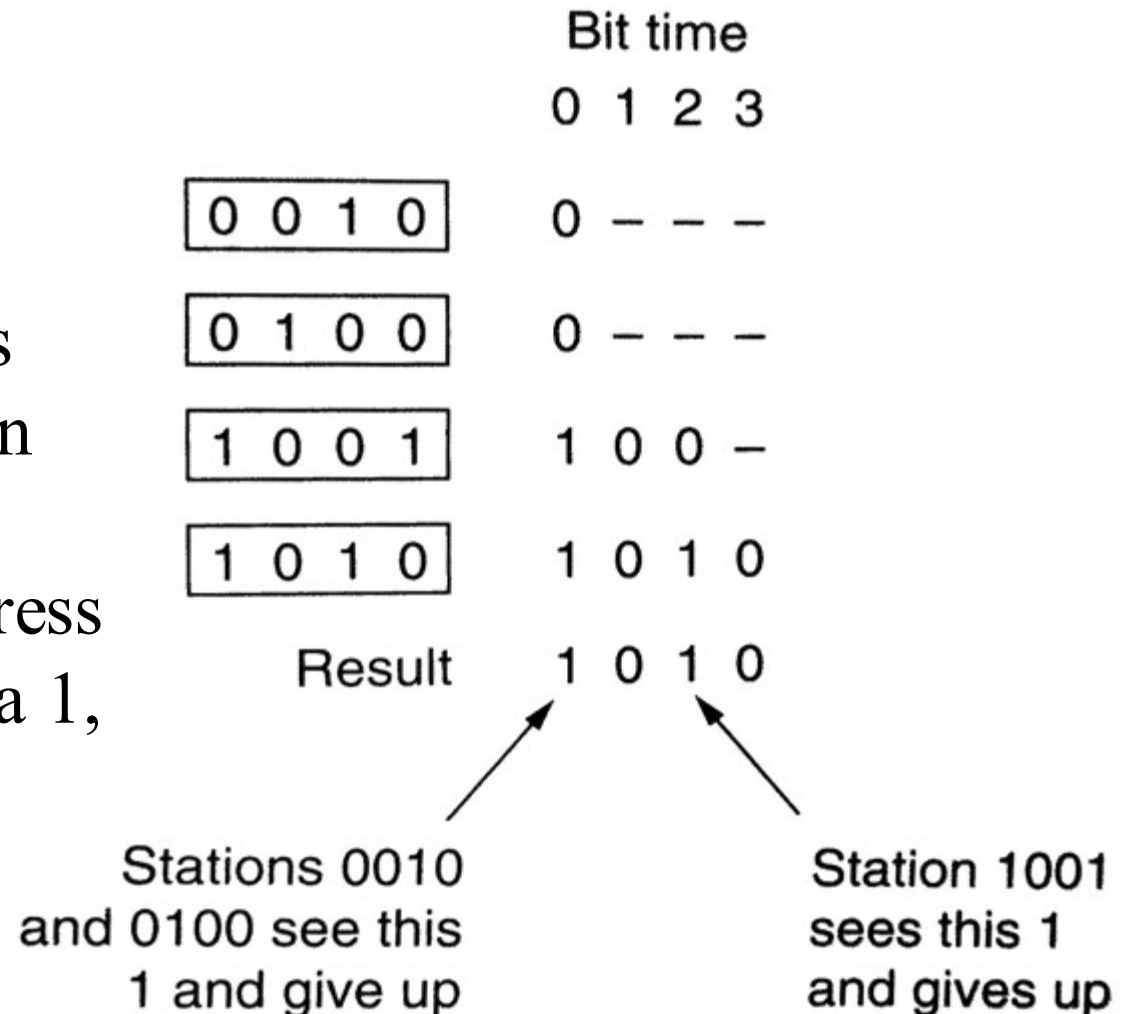 Bit time
0 1 2 3
0 0 1 0 0 – – –
0 1 0 0 0 – – –
1 0 0 1 1 0 0 –
1 0 1 0 1 0 1 0
Result 1 0 1 0
s
n
ress
a 1,
Stations 0010
and 0100 see this
1 and give up
Station 1001
sees this 1
and gives up